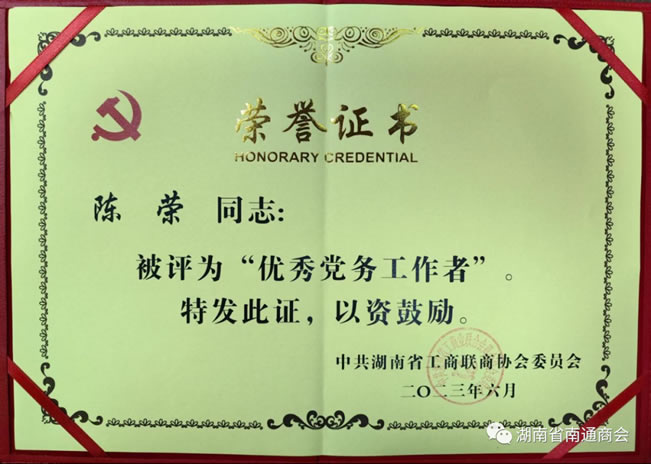 荣誉证书
HONORARY CREDENTIAL
陈 荣 同志:
被评为“优秀党务工作者”。
特发此证，以资鼓励。
中共湖南省工商联商协会委员会
二〇二三年六月
湖南省南通商会